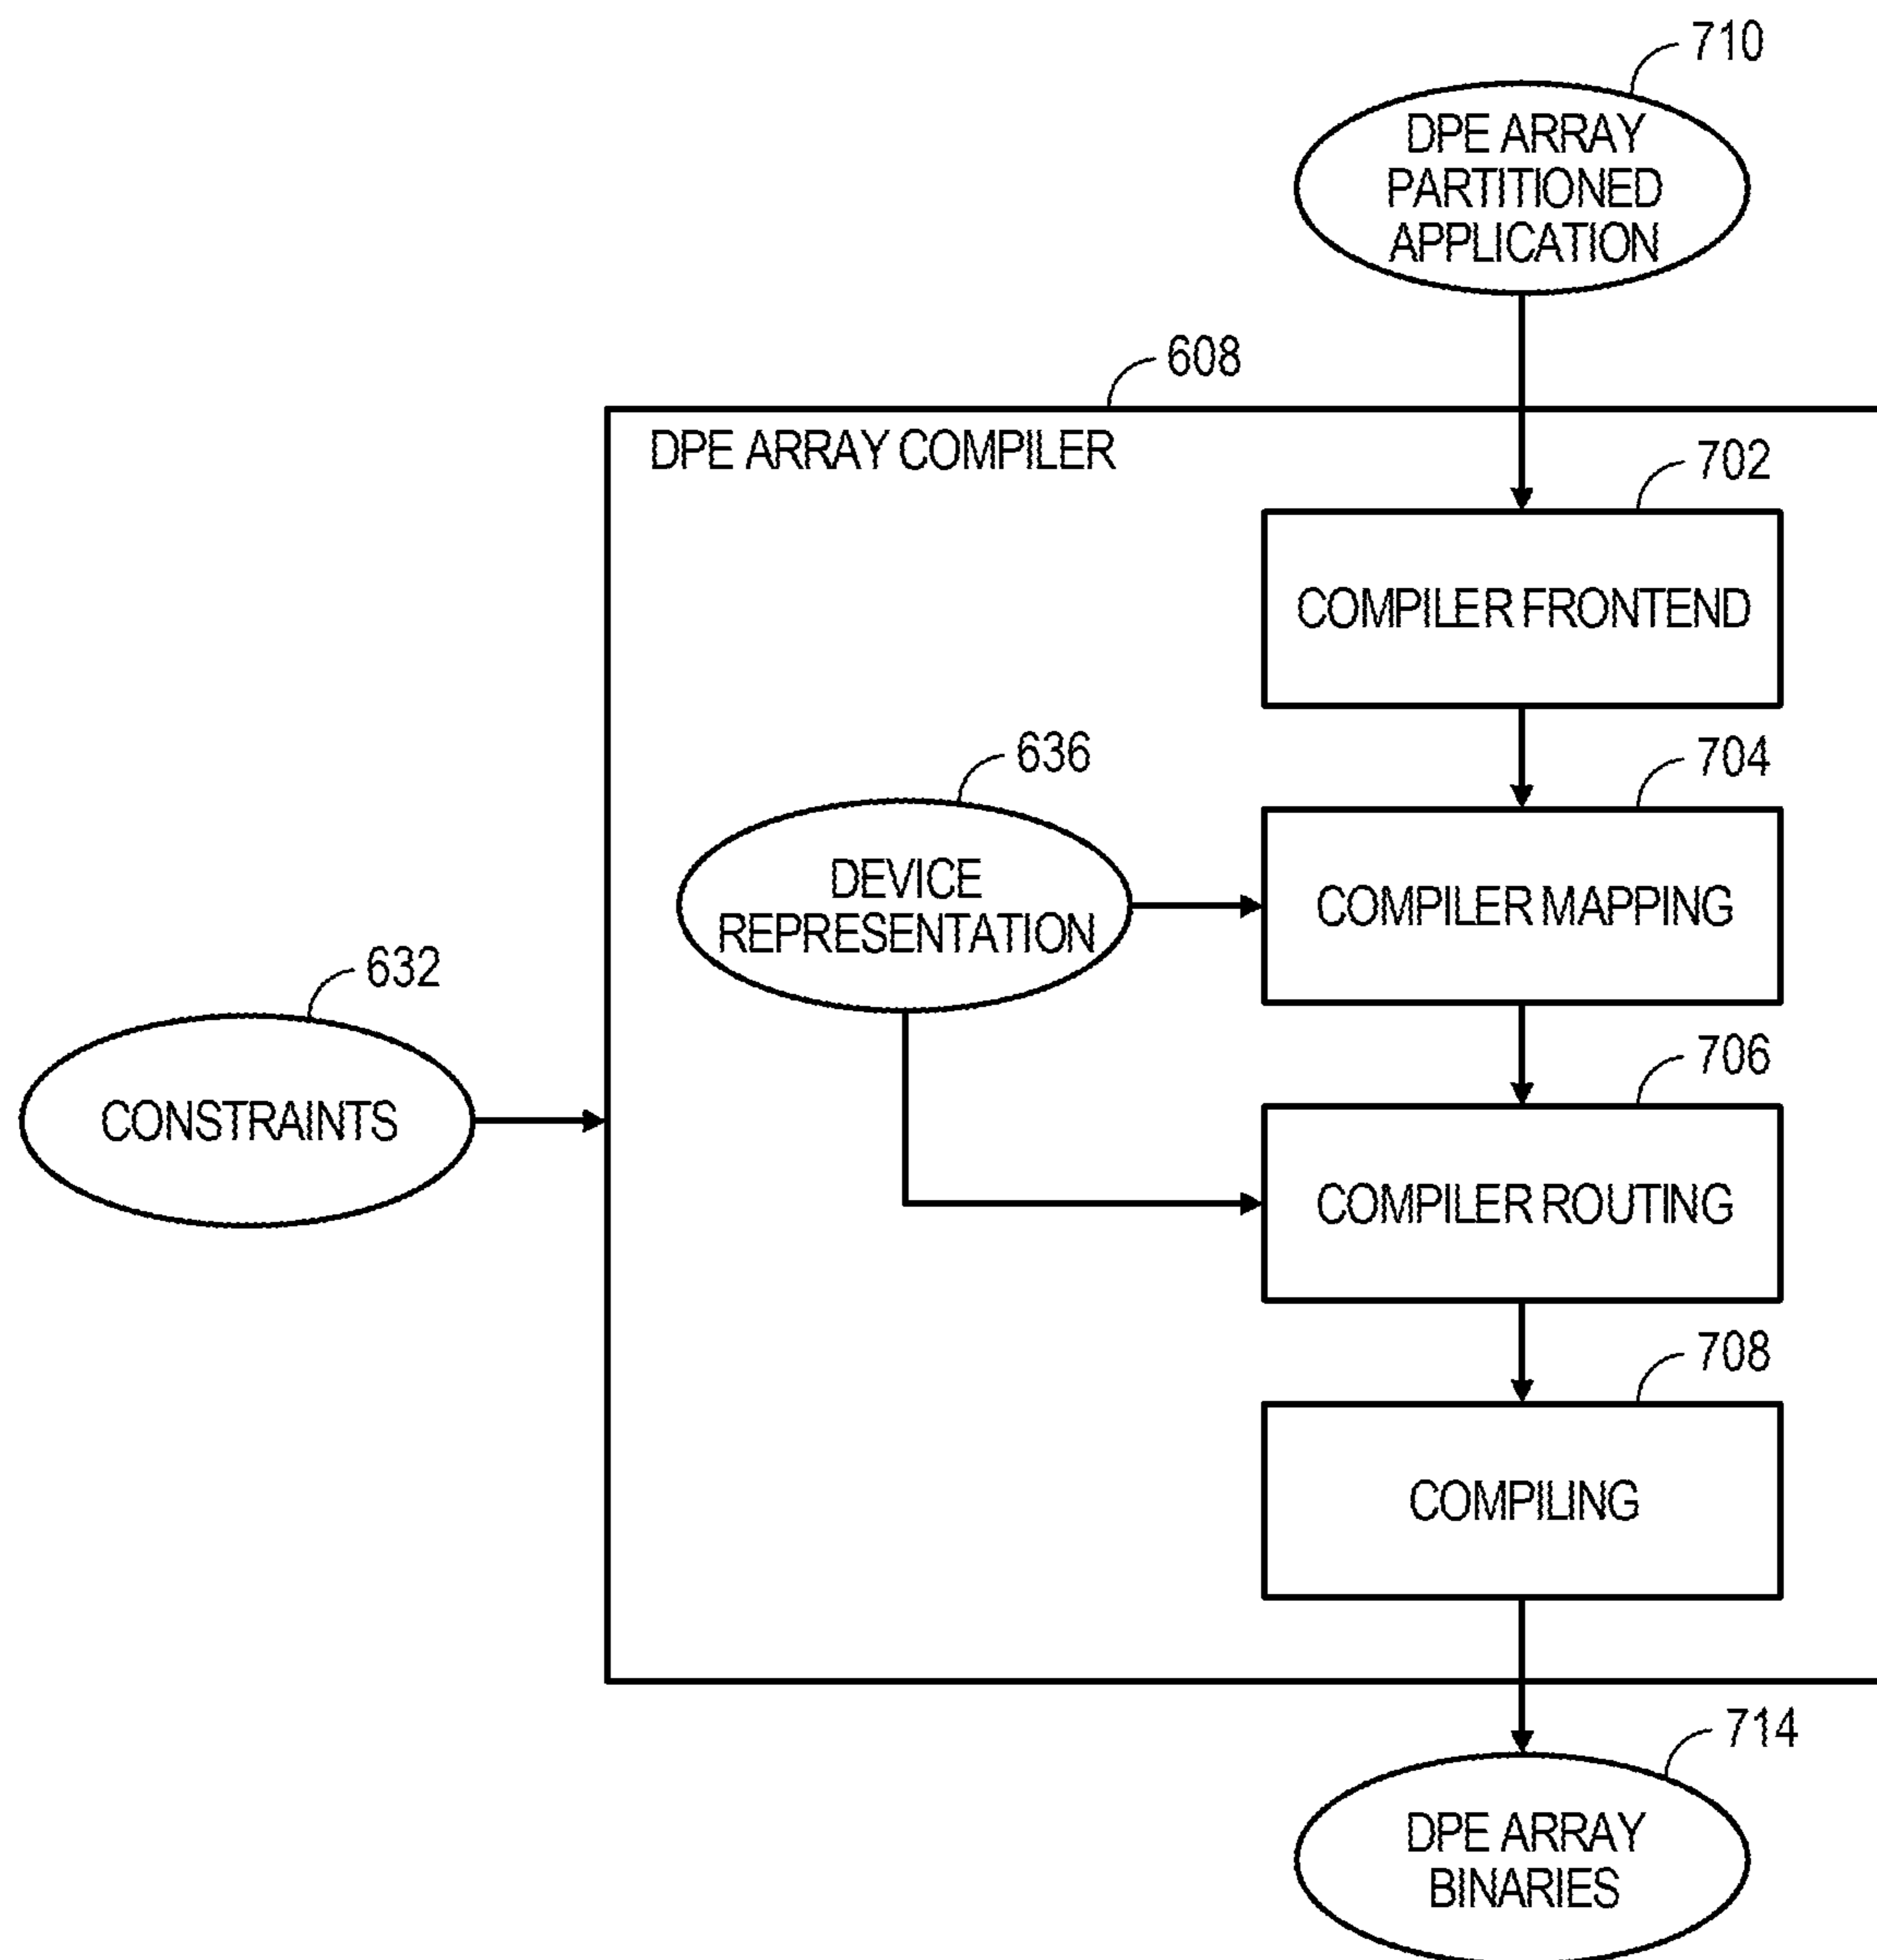 710
DPE ARRAY
PARTITIONED
APPLICATION
608
DPE ARRAY COMPILER
702
COMPILER FRONTEND
704
636
COMPILER MAPPING
DEVICE
REPRESENTATION
632
CONSTRAINTS
706
COMPILER ROUTING
708
COMPILING
714
DPE ARRAY
BINARIES